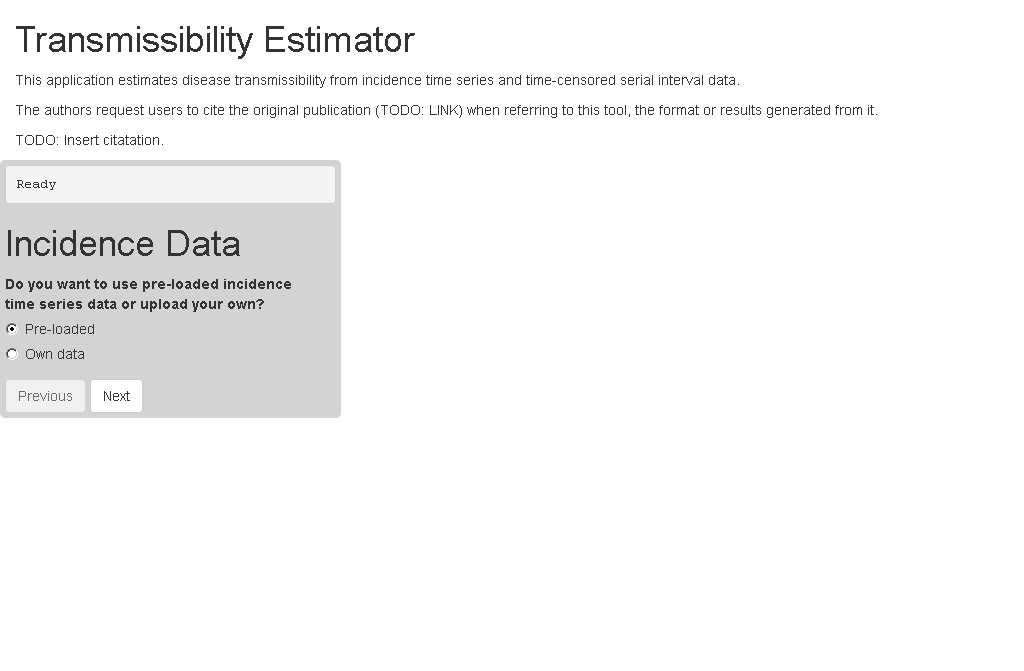 Transmissibility Estimator
This application estimates disease transmissibility from incidence time series and time-censored serial interval data.
The authors request users to cite the original publication (TODO: LINK) when referring to this tool, the format or results generated from it.
TODO: Insert citatation.
Ready
Incidence Data
Do you want to use pre-loaded incidence
time series data or upload your own?
Pre-loaded
Own data
Previous Next